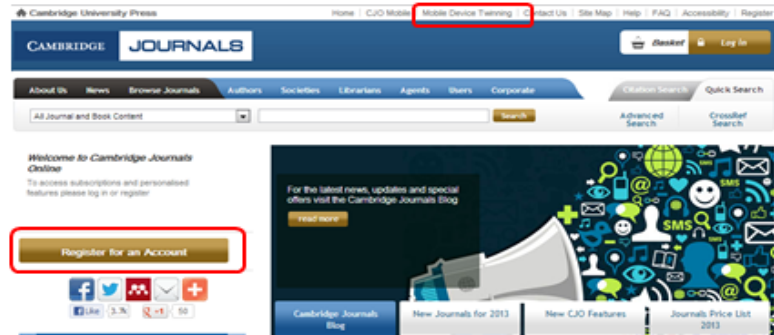 Cambridge University Press
Home | CJO Mobile | Mobile Device Twinning | Contact Us | Site Map | Help | FAQ | Accessibility | Register
CAMBRIDGE JOURNALS
Basket Log in
About Us News Browse Journals Authors Societies Librarians Agents Users Corporate Citation Search Quick Search
All Journal and Book Content Search
Advanced Search
CrossRef Search
Welcome to Cambridge Journals
Online
To access subscriptions and personalised
features please log in or register
For the latest news, updates and special
offers visit the Cambridge Journals Blog
read more
Register for an Account
Like 3.7k +1 50
SMS
SMS
SMS
Cambridge Journals
Blog
New Journals for 2013
New CJO Features
Journals Price List
2013